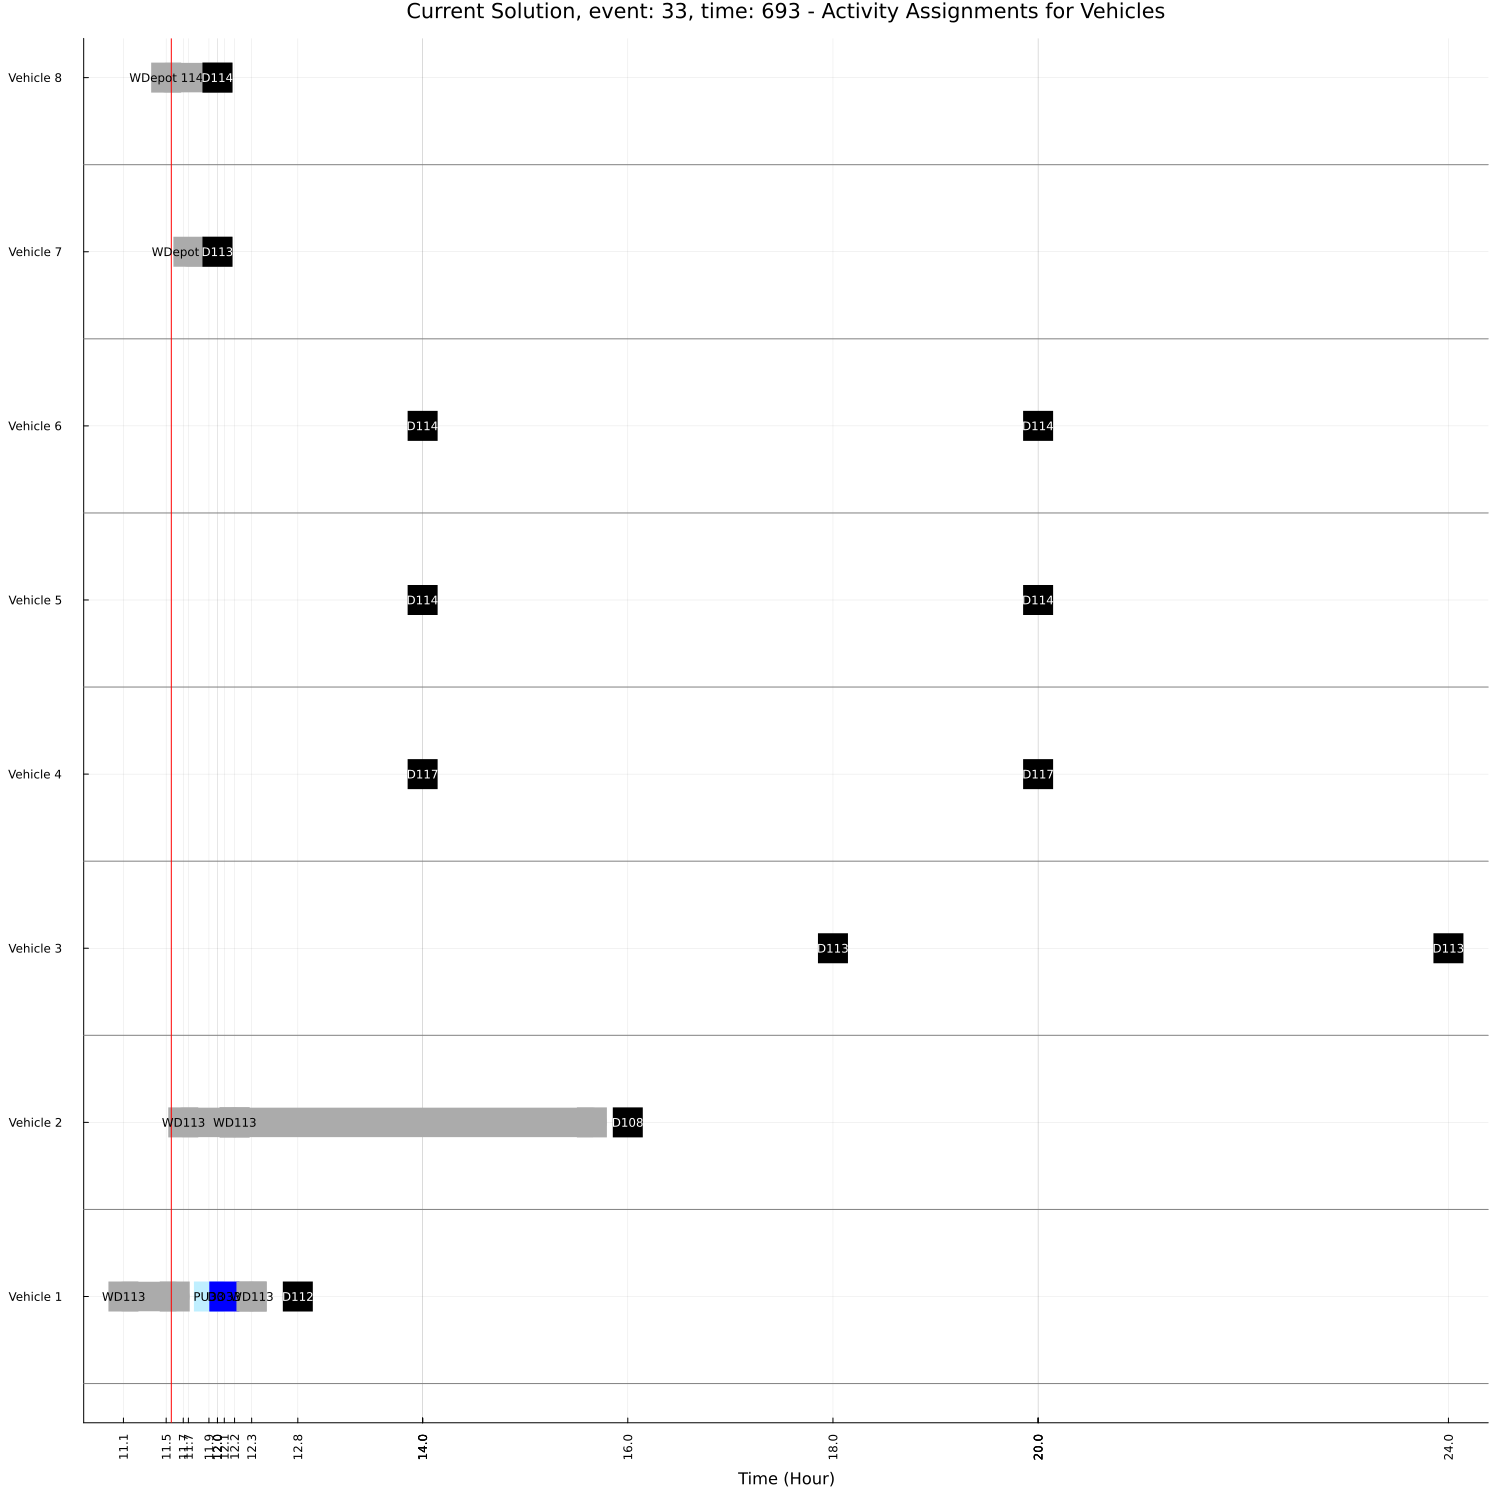 Current Solution, event: 33, time: 693 - Activity Assignments for Vehicles
Vehicle 8
WDepot 114
D114
Vehicle 7
WDepot
D113
Vehicle 6
D114
D114
Vehicle 5
D114
D114
Vehicle 4
D117
D117
Vehicle 3
D113
D113
Vehicle 2
WD113
WD113
D108
Vehicle 1
WD113
WD113
D112
11.1
11.5
11.7
11.7
11.9
12.0
12.1
12.2
12.3
12.8
14.0
16.0
18.0
20.0
24.0
Time (Hour)